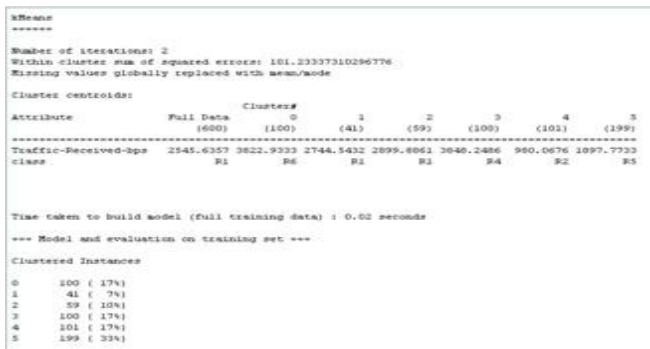 kMeans
======
Number of iterations: 2
Within cluster sum of squared errors: 101.23337310296776
Missing values globally replaced with mean/mode
Cluster centroids:
Cluster#
Attribute Full Data 0 1 2 3 4 5
(600) (100) (41) (59) (100) (101) (199)
Traffic-Received-bps 2545.6357 3822.9333 2744.5432 2899.8861 3848.2486 980.0676 1897.7733
class R1 R6 R1 R1 R4 R2 R5
Time taken to build model (full training data) : 0.02 seconds
=== Model and evaluation on training set ===
Clustered Instances
0 100 ( 17%)
1 41 ( 7%)
2 59 ( 10%)
3 100 ( 17%)
4 101 ( 17%)
5 199 ( 33%)